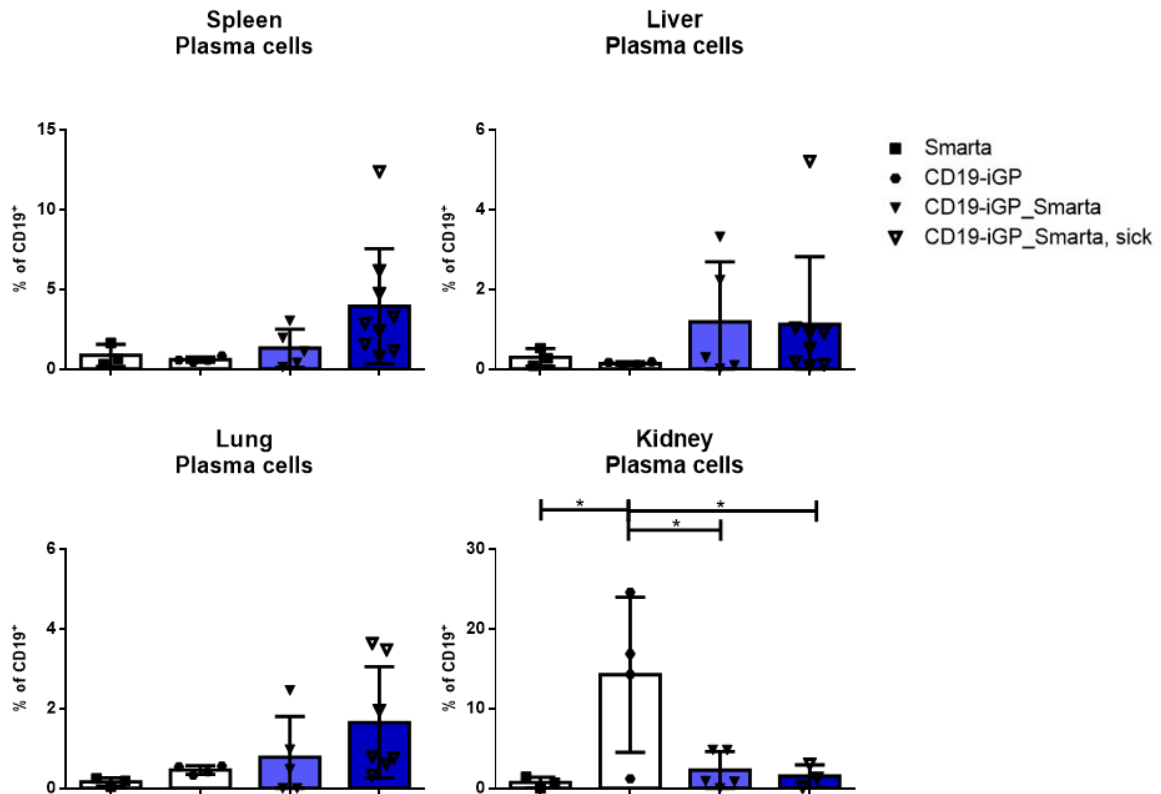 Spleen
Plasma cells
15
10
5
0
% of CD19⁺
Liver
Plasma cells
6
4
2
0
% of CD19⁺
Smarta
CD19-iGP
CD19-iGP_Smarta
CD19-iGP_Smarta, sick
Lung
Plasma cells
6
4
2
0
% of CD19⁺
Kidney
Plasma cells
* *
*
30
20
10
0
% of CD19⁺